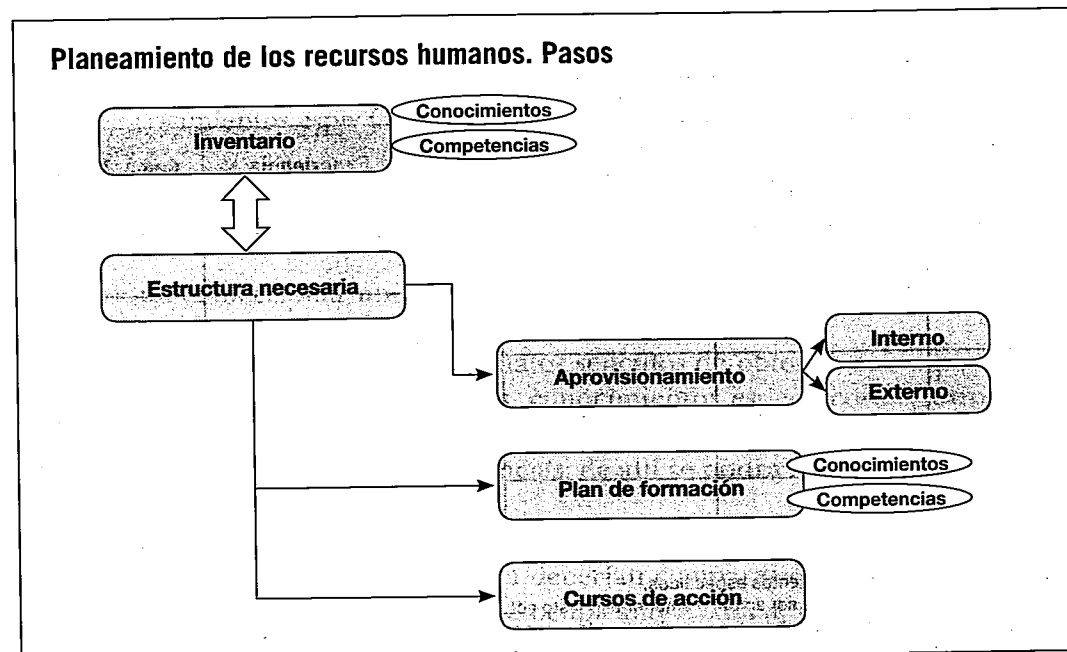 Planeamiento de los recursos humanos. Pasos
Conocimientos
Inventario
Competencias
Estructura necesaria
Interno
Aprovisionamiento
Externo
Conocimientos
Plan de formación
Competencias
Cursos de acción